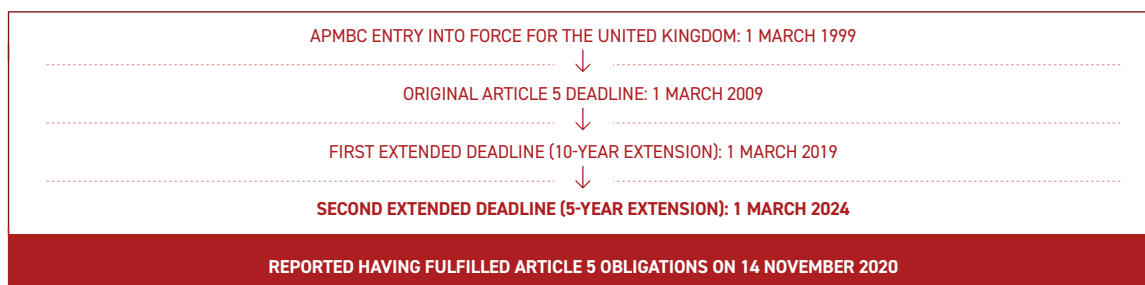 APMBC ENTRY INTO FORCE FOR THE UNITED KINGDOM: 1 MARCH 1999
ORIGINAL ARTICLE 5 DEADLINE: 1 MARCH 2009
FIRST EXTENDED DEADLINE (10-YEAR EXTENSION): 1 MARCH 2019
SECOND EXTENDED DEADLINE (5-YEAR EXTENSION): 1 MARCH 2024
REPORTED HAVING FULFILLED ARTICLE 5 OBLIGATIONS ON 14 NOVEMBER 2020